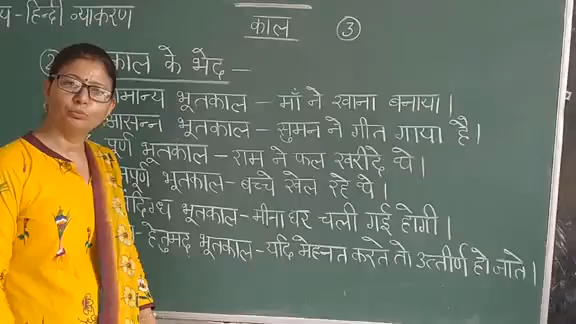 काल ③
य-हिन्दी व्याकरण
② काल के भेद –
मान्य भूतकाल – माँ ने खाना बनाया।
आसन्न भूतकाल – सुमन ने गीत गाया है।
पूर्ण भूतकाल – राम ने फल खरीदे थे।
पूर्ण भूतकाल – बच्चे खेल रहे थे।
दिग्ध भूतकाल – मीना घर चली गई होगी।
हेतुमद् भूतकाल – यदि मेहनत करते तो उत्तीर्ण हो जाते।